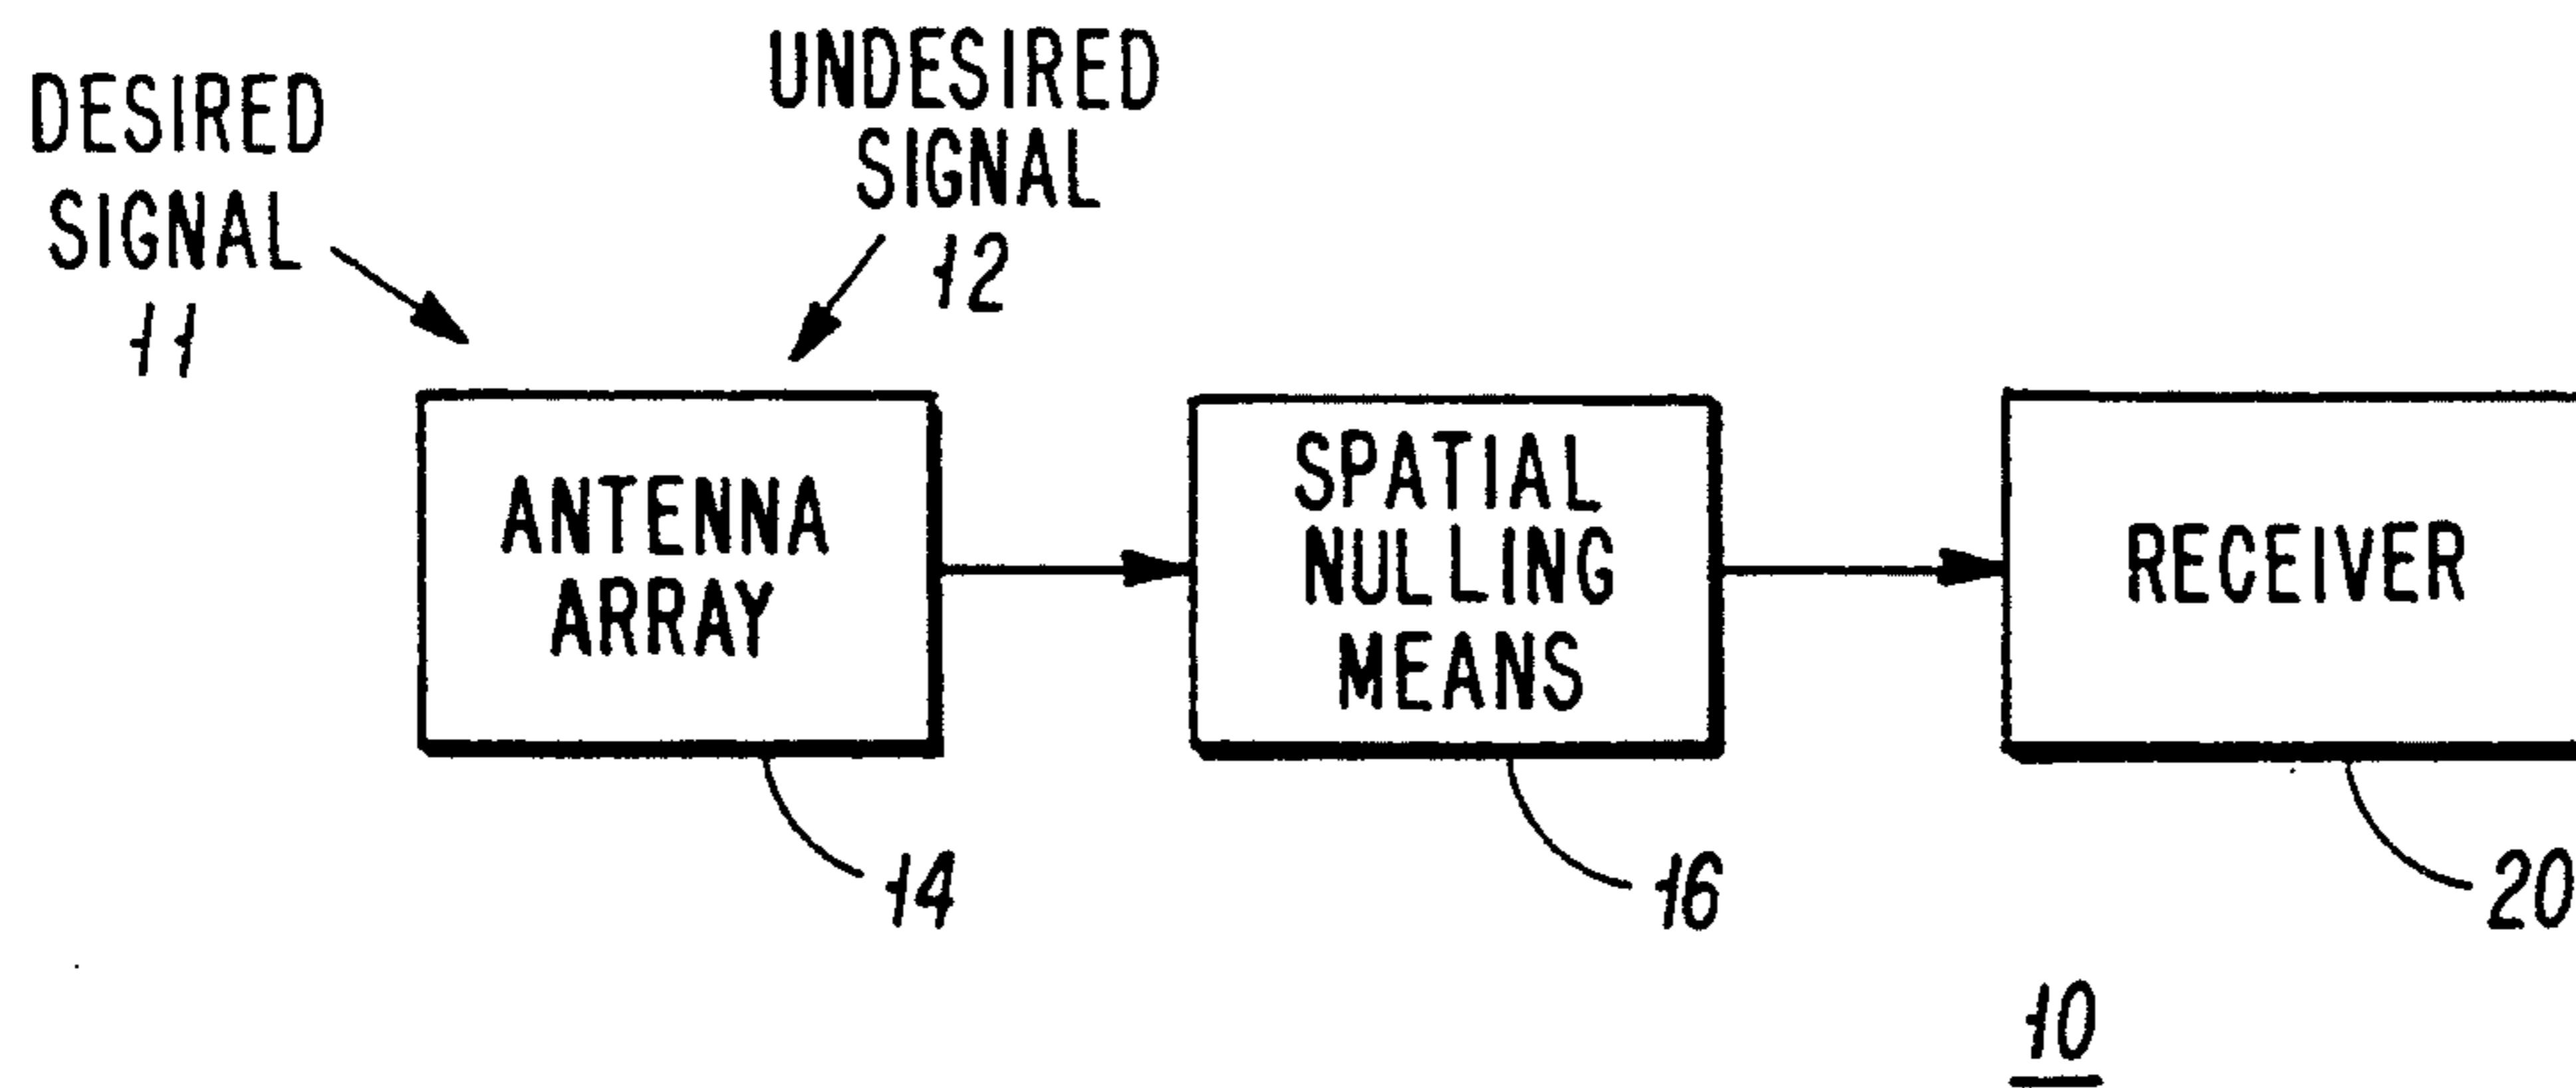 DESIRED
SIGNAL
11
UNDESIRED
SIGNAL
12
ANTENNA
ARRAY
SPATIAL
NULLING
MEANS
RECEIVER
14
16
20
10